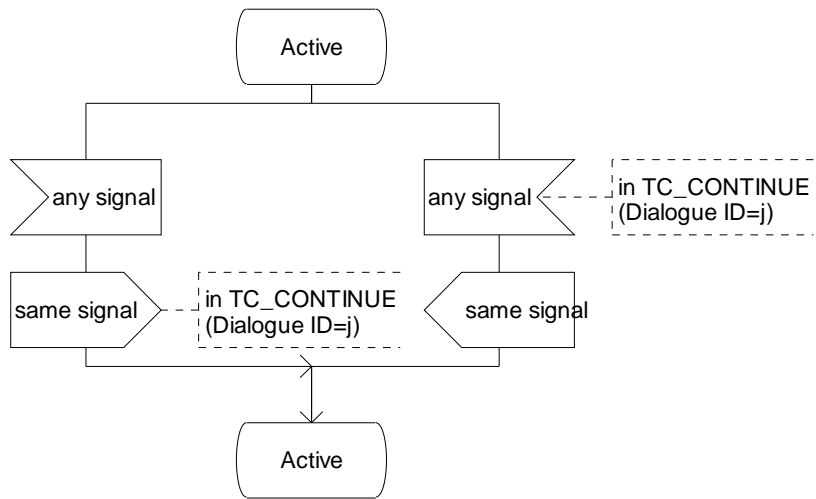 Active
any signal
any signal
in TC_CONTINUE
(Dialogue ID=j)
same signal
in TC_CONTINUE
(Dialogue ID=j)
same signal
Active